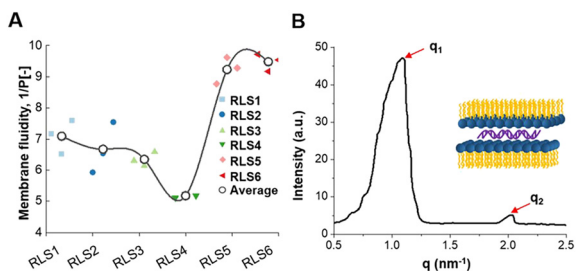 A
Membrane fluidity, 1/P[-]
10
9
8
7
6
5
4
RLS1
RLS2
RLS3
RLS4
RLS5
RLS6
RLS1
RLS2
RLS3
RLS4
RLS5
RLS6
Average
B
Intensity (a.u.)
50
40
30
20
10
0
0.5
1.0
1.5
2.0
2.5
q (nm⁻¹)
q₁
q₂